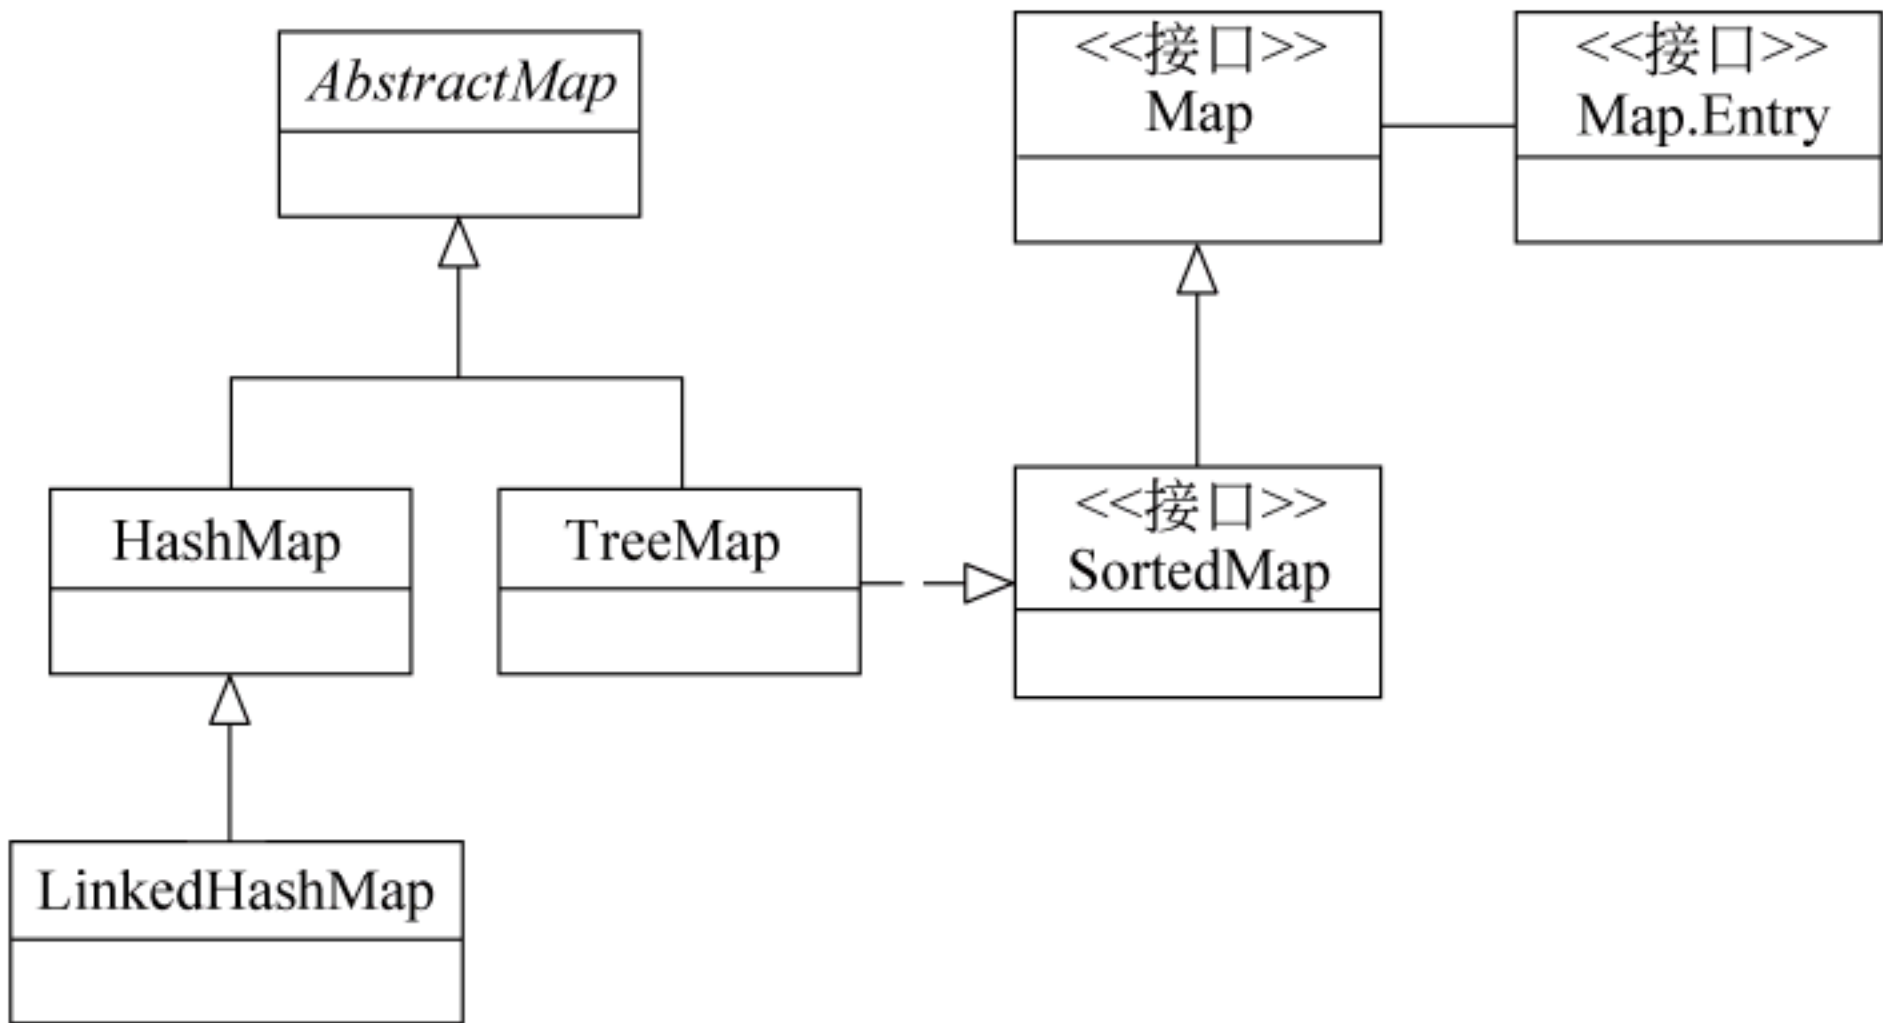 AbstractMap
<<接口>>
Map
<<接口>>
Map.Entry
HashMap
TreeMap
<<接口>>
SortedMap
LinkedHashMap